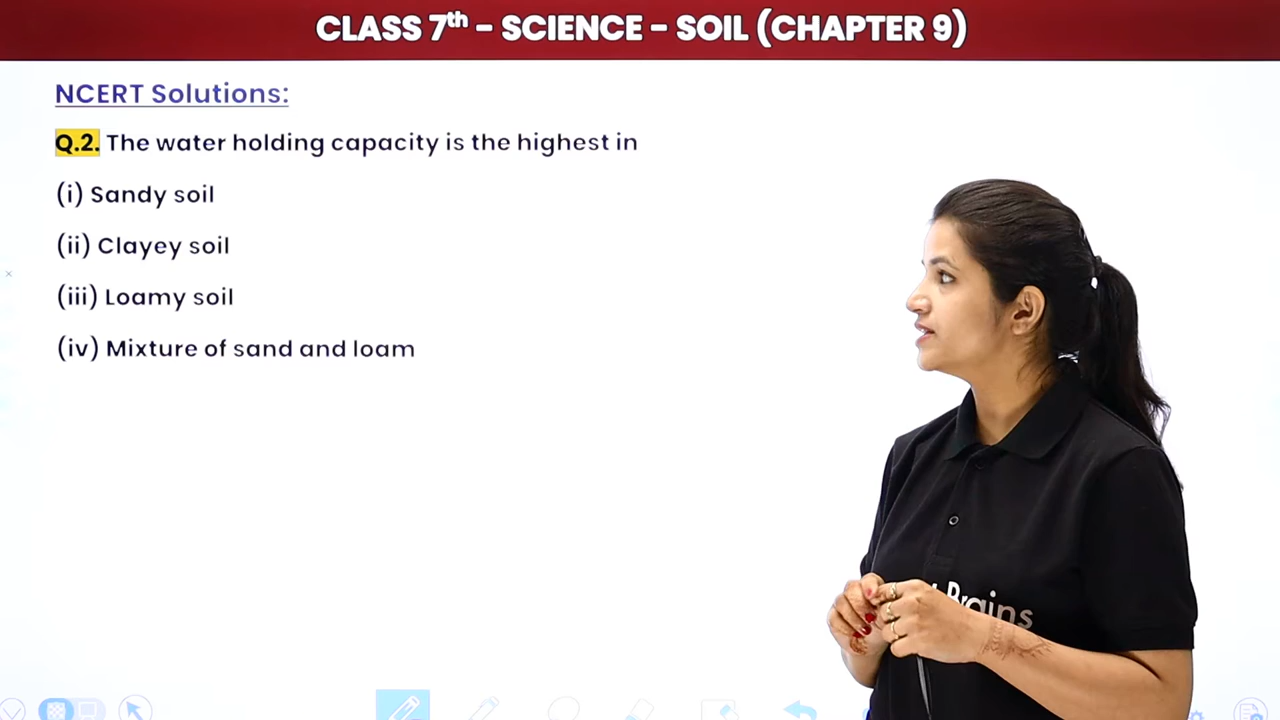 CLASS 7th - SCIENCE - SOIL (CHAPTER 9)
NCERT Solutions:
Q.2. The water holding capacity is the highest in
(i) Sandy soil
(ii) Clayey soil
(iii) Loamy soil
(iv) Mixture of sand and loam
Brains